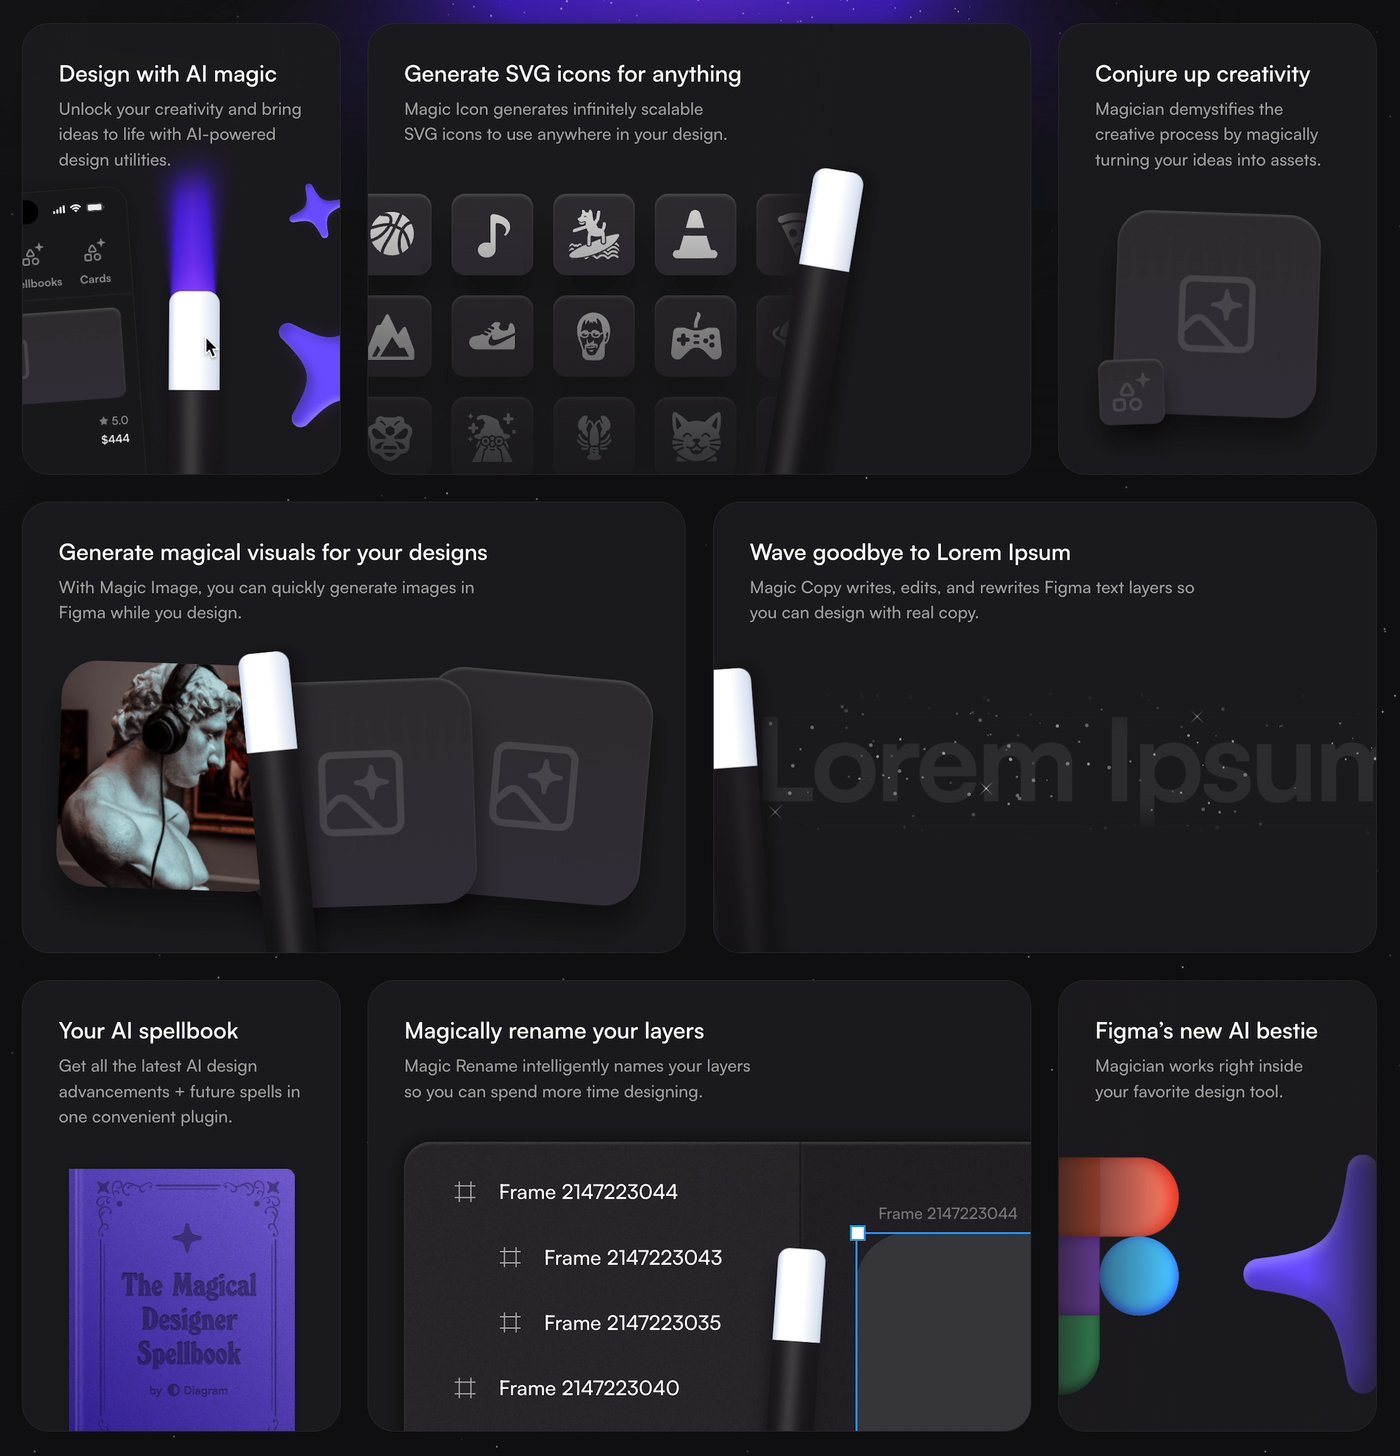 Design with AI magic
Unlock your creativity and bring
ideas to life with AI-powered
design utilities.
Cards
5.0
$444
Generate SVG icons for anything
Magic Icon generates infinitely scalable
SVG icons to use anywhere in your design.
Conjure up creativity
Magician demystifies the
creative process by magically
turning your ideas into assets.
Generate magical visuals for your designs
With Magic Image, you can quickly generate images in
Figma while you design.
Wave goodbye to Lorem Ipsum
Magic Copy writes, edits, and rewrites Figma text layers so
you can design with real copy.
Lorem Ipsum
Your AI spellbook
Get all the latest AI design
advancements + future spells in
one convenient plugin.
The Magical
Designer
Spellbook
by Diagram
Magically rename your layers
Magic Rename intelligently names your layers
so you can spend more time designing.
Frame 2147223044
Frame 2147223043
Frame 2147223035
Frame 2147223040
Frame 2147223044
Figma’s new AI bestie
Magician works right inside
your favorite design tool.